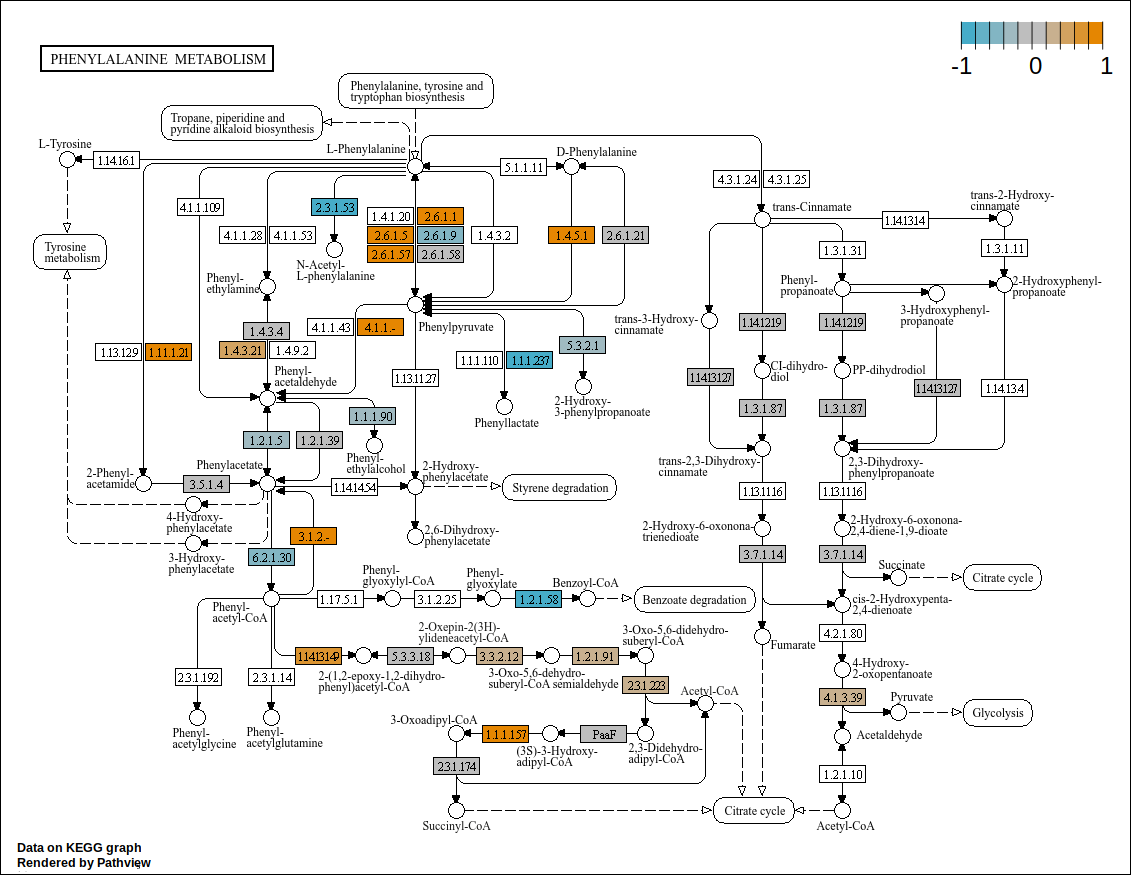 -1 0 1
PHENYLALANINE METABOLISM
Phenylalanine, tyrosine and
tryptophan biosynthesis
Tropane, piperidine and
pyridine alkaloid biosynthesis
L-Tyrosine
1.14.16.1
L-Phenylalanine
5.1.1.11
D-Phenylalanine
4.3.1.24
4.3.1.25
trans-Cinnamate
1.14.13.14
trans-2-Hydroxy-
cinnamate
4.1.1.109
2.3.1.53
1.4.1.20
2.6.1.1
4.1.1.28
4.1.1.53
2.6.1.5
2.6.1.9
1.4.3.2
1.4.5.1
2.6.1.21
2.6.1.57
2.6.1.58
1.3.1.31
1.3.1.11
Tyrosine
metabolism
N-Acetyl-
L-phenylalanine
Phenyl-
ethylamine
Phenyl-
propanoate
2-Hydroxyphenyl-
propanoate
3-Hydroxyphenyl-
propanoate
trans-3-Hydroxy-
cinnamate
1.14.12.19
1.14.12.19
1.4.3.4
4.1.1.43
4.1.1.-
Phenylpyruvate
1.13.12.9
1.11.1.21
1.4.3.21
1.4.9.2
1.1.1.110
1.1.1.237
5.3.2.1
Phenyl-
acetaldehyde
1.13.11.27
CI-dihydro-
diol
PP-dihydrodiol
1.14.13.127
1.14.13.127
1.14.13.4
1.1.1.90
Phenyllactate
2-Hydroxy-
3-phenylpropanoate
1.3.1.87
1.3.1.87
1.2.1.5
1.2.1.39
Phenyl-
ethylalcohol
Phenylacetate
2-Phenyl-
acetamide
3.5.1.4
1.14.14.54
2-Hydroxy-
phenylacetate
Styrene degradation
trans-2,3-Dihydroxy-
cinnamate
2,3-Dihydroxy-
phenylpropanoate
1.13.11.16
1.13.11.16
4-Hydroxy-
phenylacetate
3-Hydroxy-
phenylacetate
3.1.2.-
6.2.1.30
2,6-Dihydroxy-
phenylacetate
2-Hydroxy-6-oxonona-
trienedioate
2-Hydroxy-6-oxonona-
2,4-diene-1,9-dioate
3.7.1.14
3.7.1.14
Succinate
Citrate cycle
Phenyl-
acetyl-CoA
1.17.5.1
Phenyl-
glyoxylyl-CoA
3.1.2.25
Phenyl-
glyoxylate
1.2.1.58
Benzoyl-CoA
Benzoate degradation
cis-2-Hydroxypenta-
2,4-dienoate
4.2.1.80
Fumarate
1.14.13.149
5.3.3.18
2-Oxepin-2(3H)-
ylideneacetyl-CoA
3.3.2.12
1.2.1.91
3-Oxo-5,6-didehydro-
suberyl-CoA
2.3.1.192
2.3.1.14
2-(1,2-epoxy-1,2-dihydro-
phenyl)acetyl-CoA
3-Oxo-5,6-dehydro-
suberyl-CoA semialdehyde
2.3.1.223
Acetyl-CoA
4-Hydroxy-
2-oxopentanoate
4.1.3.39
Pyruvate
Glycolysis
Acetaldehyde
Phenyl-
acetylglycine
Phenyl-
acetylglutamine
3-Oxoadipyl-CoA
1.1.1.157
(3S)-3-Hydroxy-
adipyl-CoA
PaaF
2,3-Didehydro-
adipyl-CoA
2.3.1.174
1.2.1.10
Succinyl-CoA
Citrate cycle
Acetyl-CoA
Data on KEGG graph
Rendered by Pathview